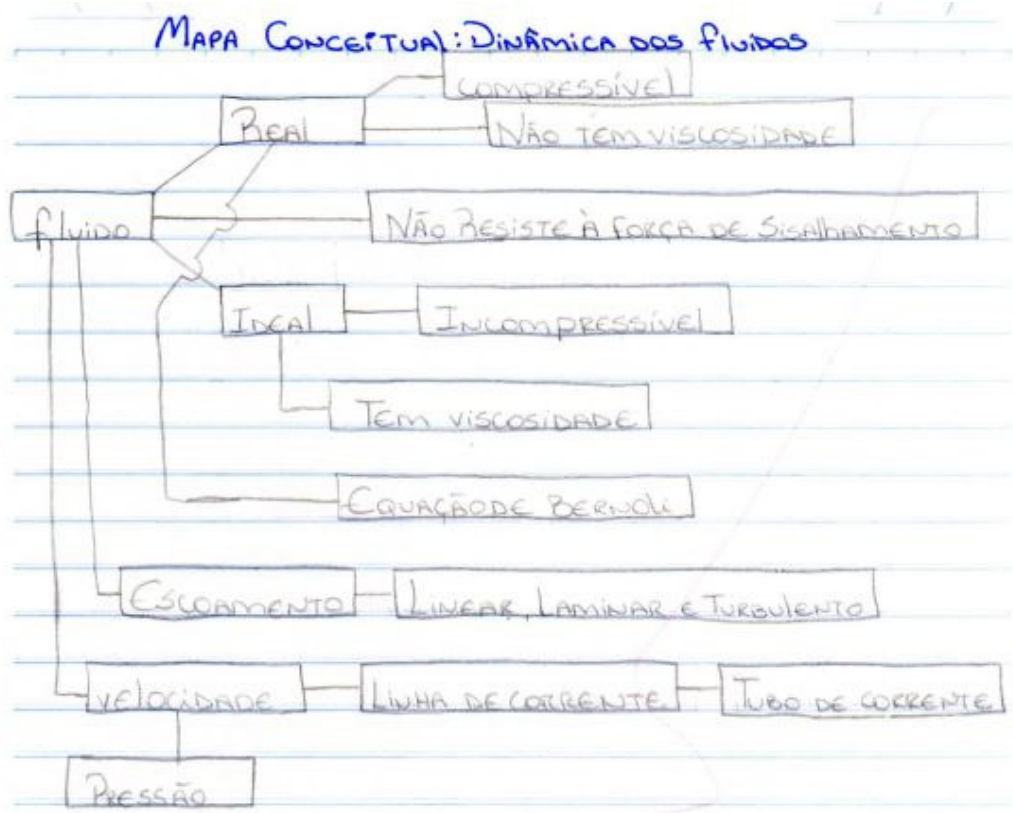 MAPA CONCEITUAL: DINÂMICA DOS FLUIDOS
COMPRESSÍVEL
REAL
NÃO TEM VISCOSIDADE
FLUIDO
NÃO RESISTE À FORÇA DE SISALHAMENTO
IDEAL
INCOMPRESSÍVEL
TEM VISCOSIDADE
EQUAÇÃO DE BERNOLI
ESCOAMENTO
LINEAR, LAMINAR E TURBULENTO
VELOCIDADE
LINHA DE CORRENTE
TUBO DE CORRENTE
PRESSÃO